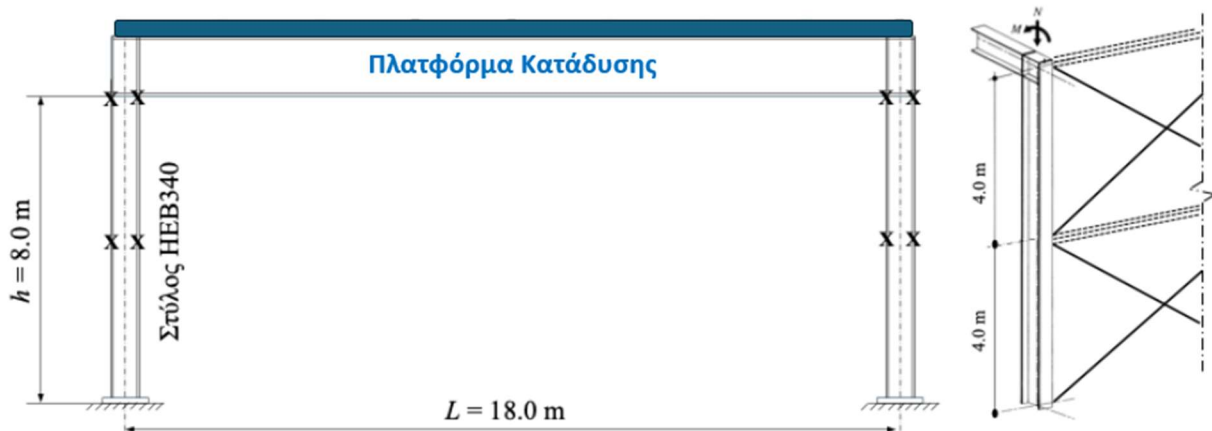 Πλατφόρμα Κατάδυσης
X X
X X
h = 8.0 m
Στύλος HEB340
X X
X X
L = 18.0 m
N
M
4.0 m
4.0 m